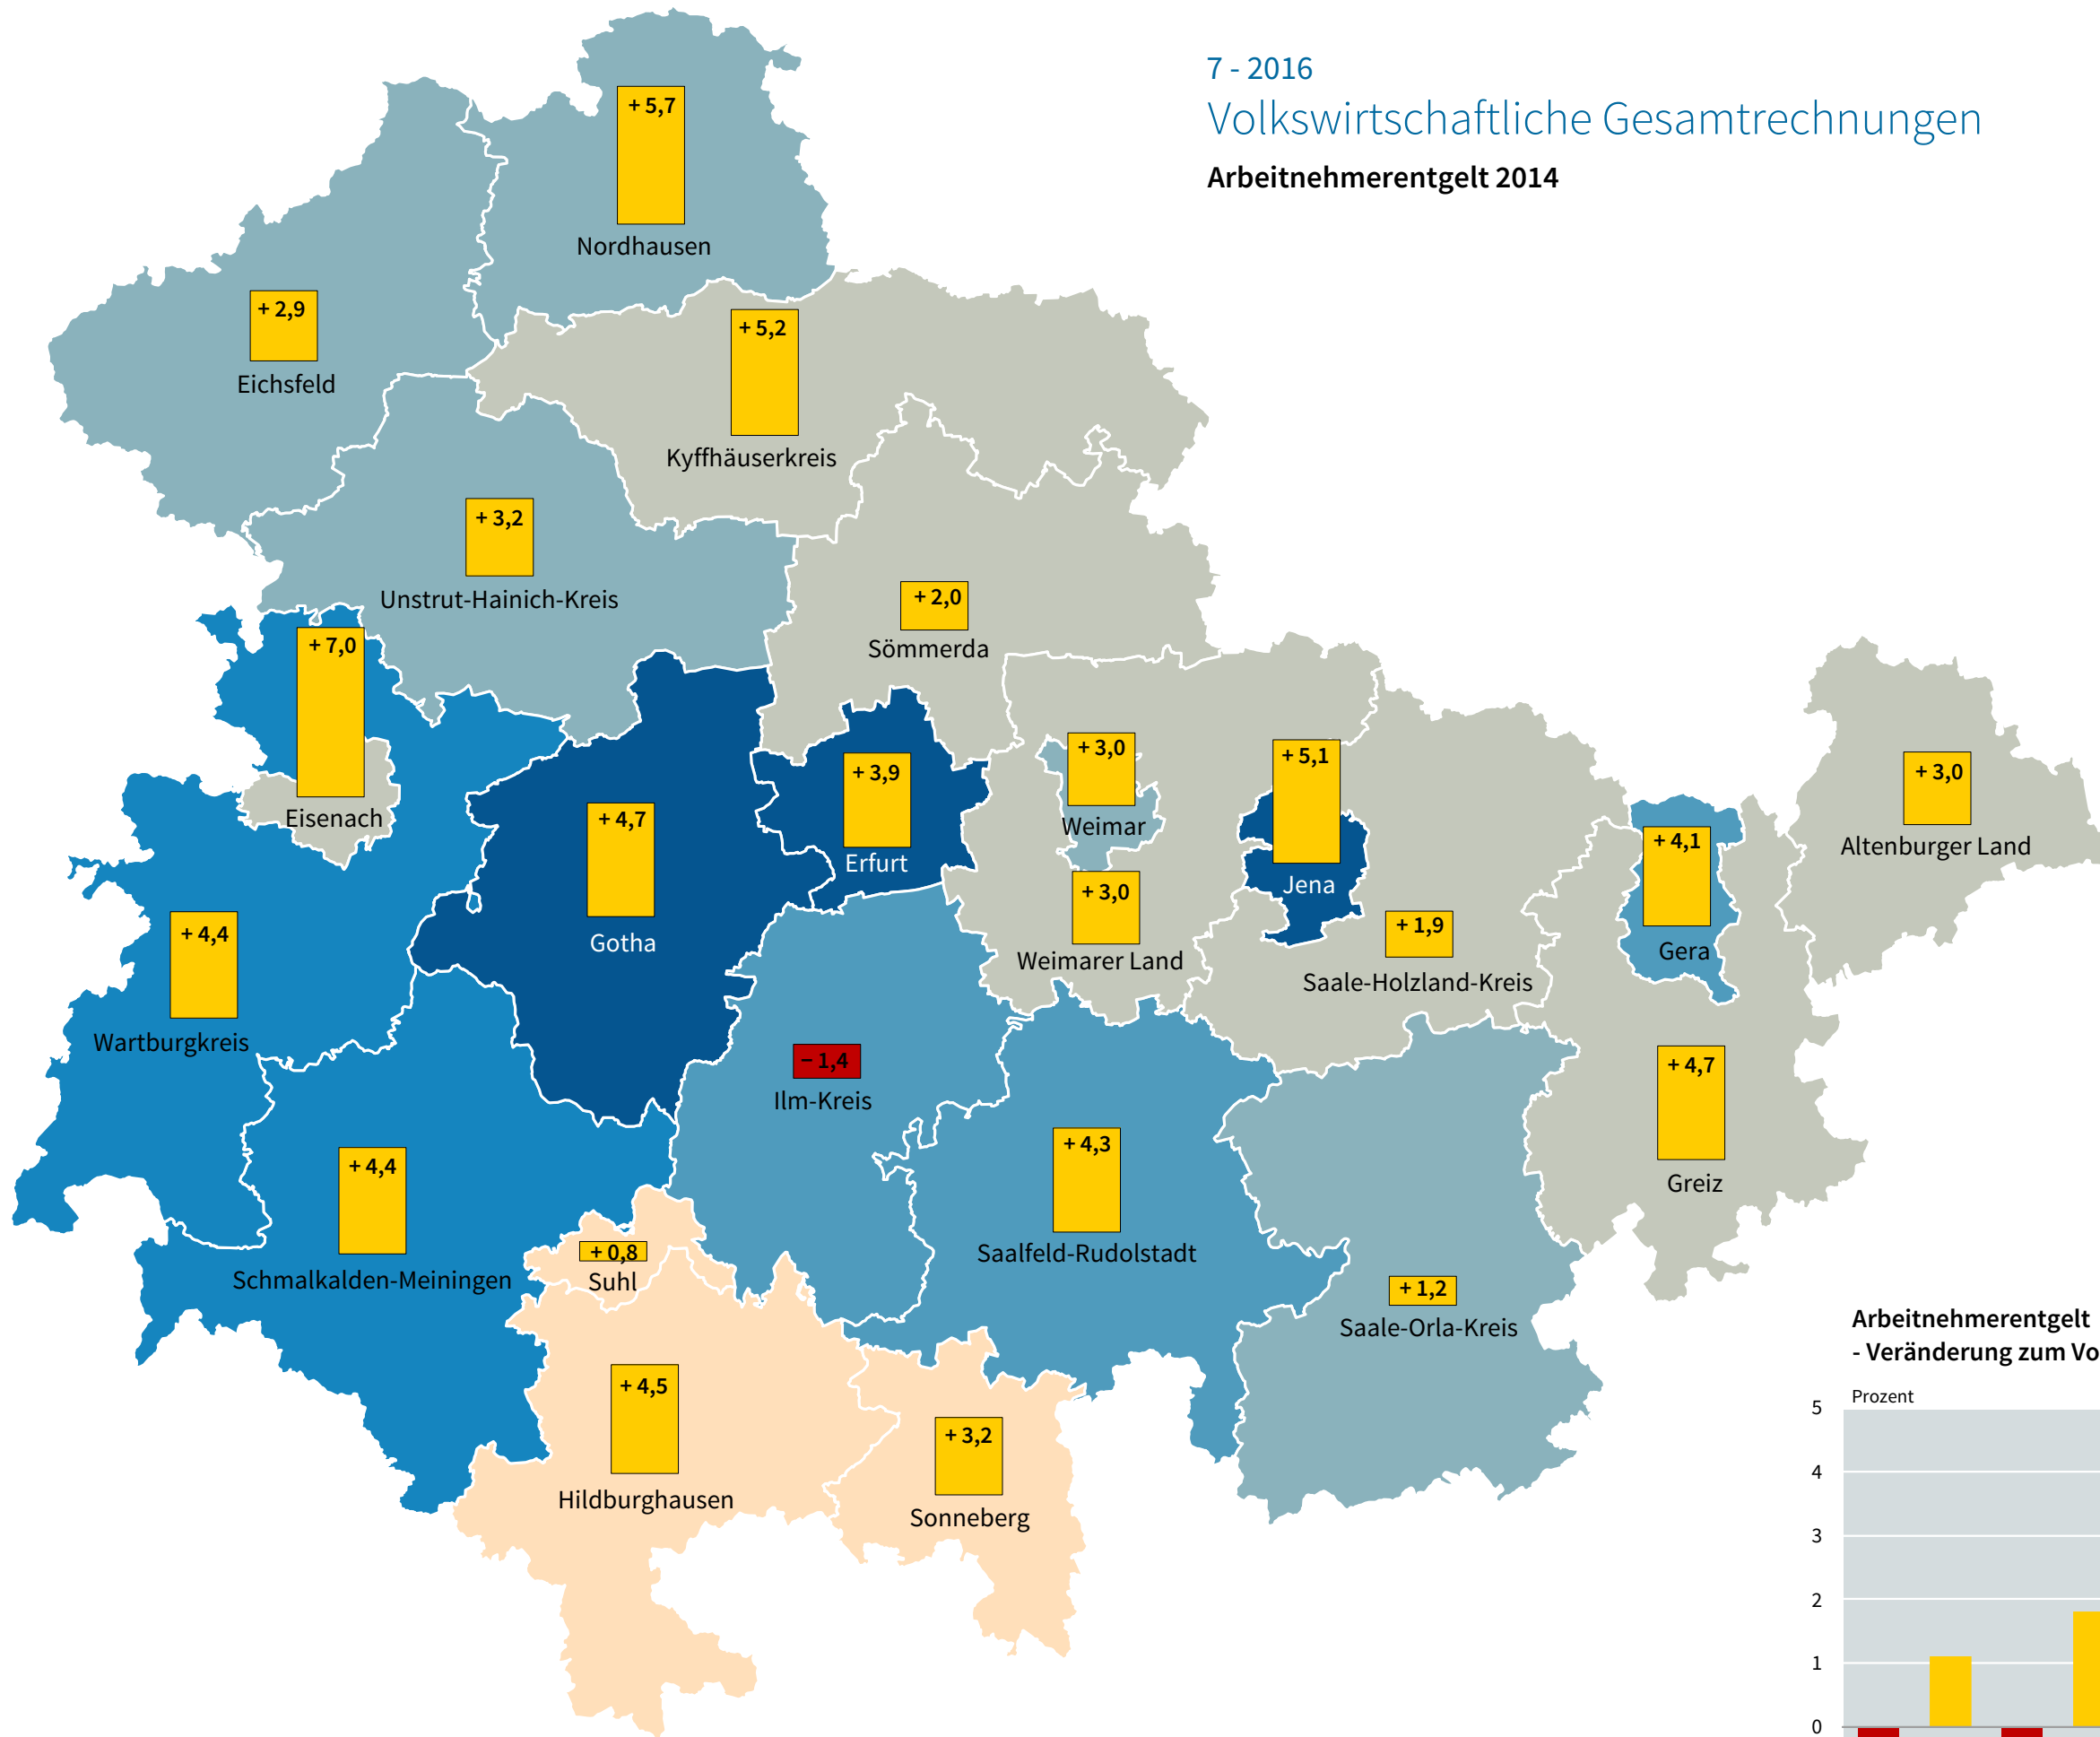 7 - 2016
Volkswirtschaftliche Gesamtrechnungen
Arbeitnehmerentgelt 2014
+ 5,7
Nordhausen
+ 2,9
Eichsfeld
+ 5,2
Kyffhäuserkreis
+ 3,2
Unstrut-Hainich-Kreis
+ 2,0
Sömmerda
+ 7,0
Eisenach
+ 4,7
Gotha
+ 3,9
Erfurt
+ 3,0
Weimar
+ 3,0
Weimarer Land
+ 5,1
Jena
+ 1,9
Saale-Holzland-Kreis
+ 4,1
Gera
+ 3,0
Altenburger Land
+ 4,4
Wartburgkreis
− 1,4
Ilm-Kreis
+ 4,7
Greiz
+ 4,4
Schmalkalden-Meiningen
+ 0,8
Suhl
+ 4,3
Saalfeld-Rudolstadt
+ 1,2
Saale-Orla-Kreis
+ 4,5
Hildburghausen
+ 3,2
Sonneberg
Arbeitnehmerentgelt
- Veränderung zum Vo
Prozent
5
4
3
2
1
0